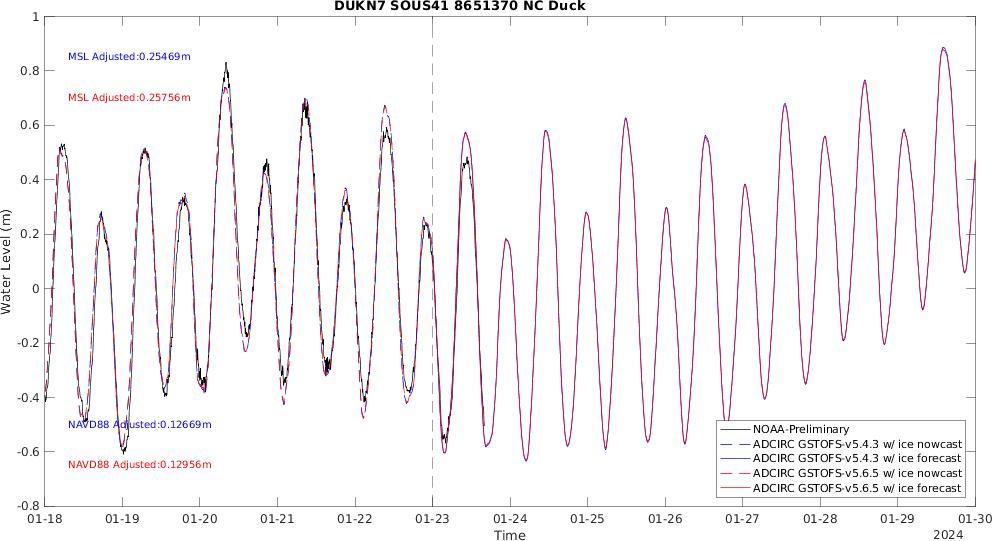 DUKN7 SOUS41 8651370 NC Duck
MSL Adjusted:0.25469m
MSL Adjusted:0.25756m
NAVD88 Adjusted:0.12669m
NAVD88 Adjusted:0.12956m
Water Level (m)
1
0.8
0.6
0.4
0.2
0
-0.2
-0.4
-0.6
-0.8
NOAA-Preliminary
ADCIRC GSTOFS-v5.4.3 w/ ice nowcast
ADCIRC GSTOFS-v5.4.3 w/ ice forecast
ADCIRC GSTOFS-v5.6.5 w/ ice nowcast
ADCIRC GSTOFS-v5.6.5 w/ ice forecast
01-18 01-19 01-20 01-21 01-22 01-23 01-24 01-25 01-26 01-27 01-28 01-29 01-30
Time
2024